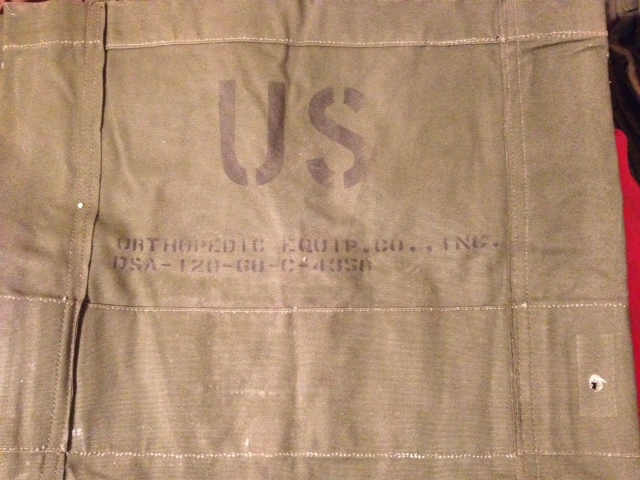 US
ORTHOPEDIC EQUIP. CO., INC.
DSA-120-68-C-4358